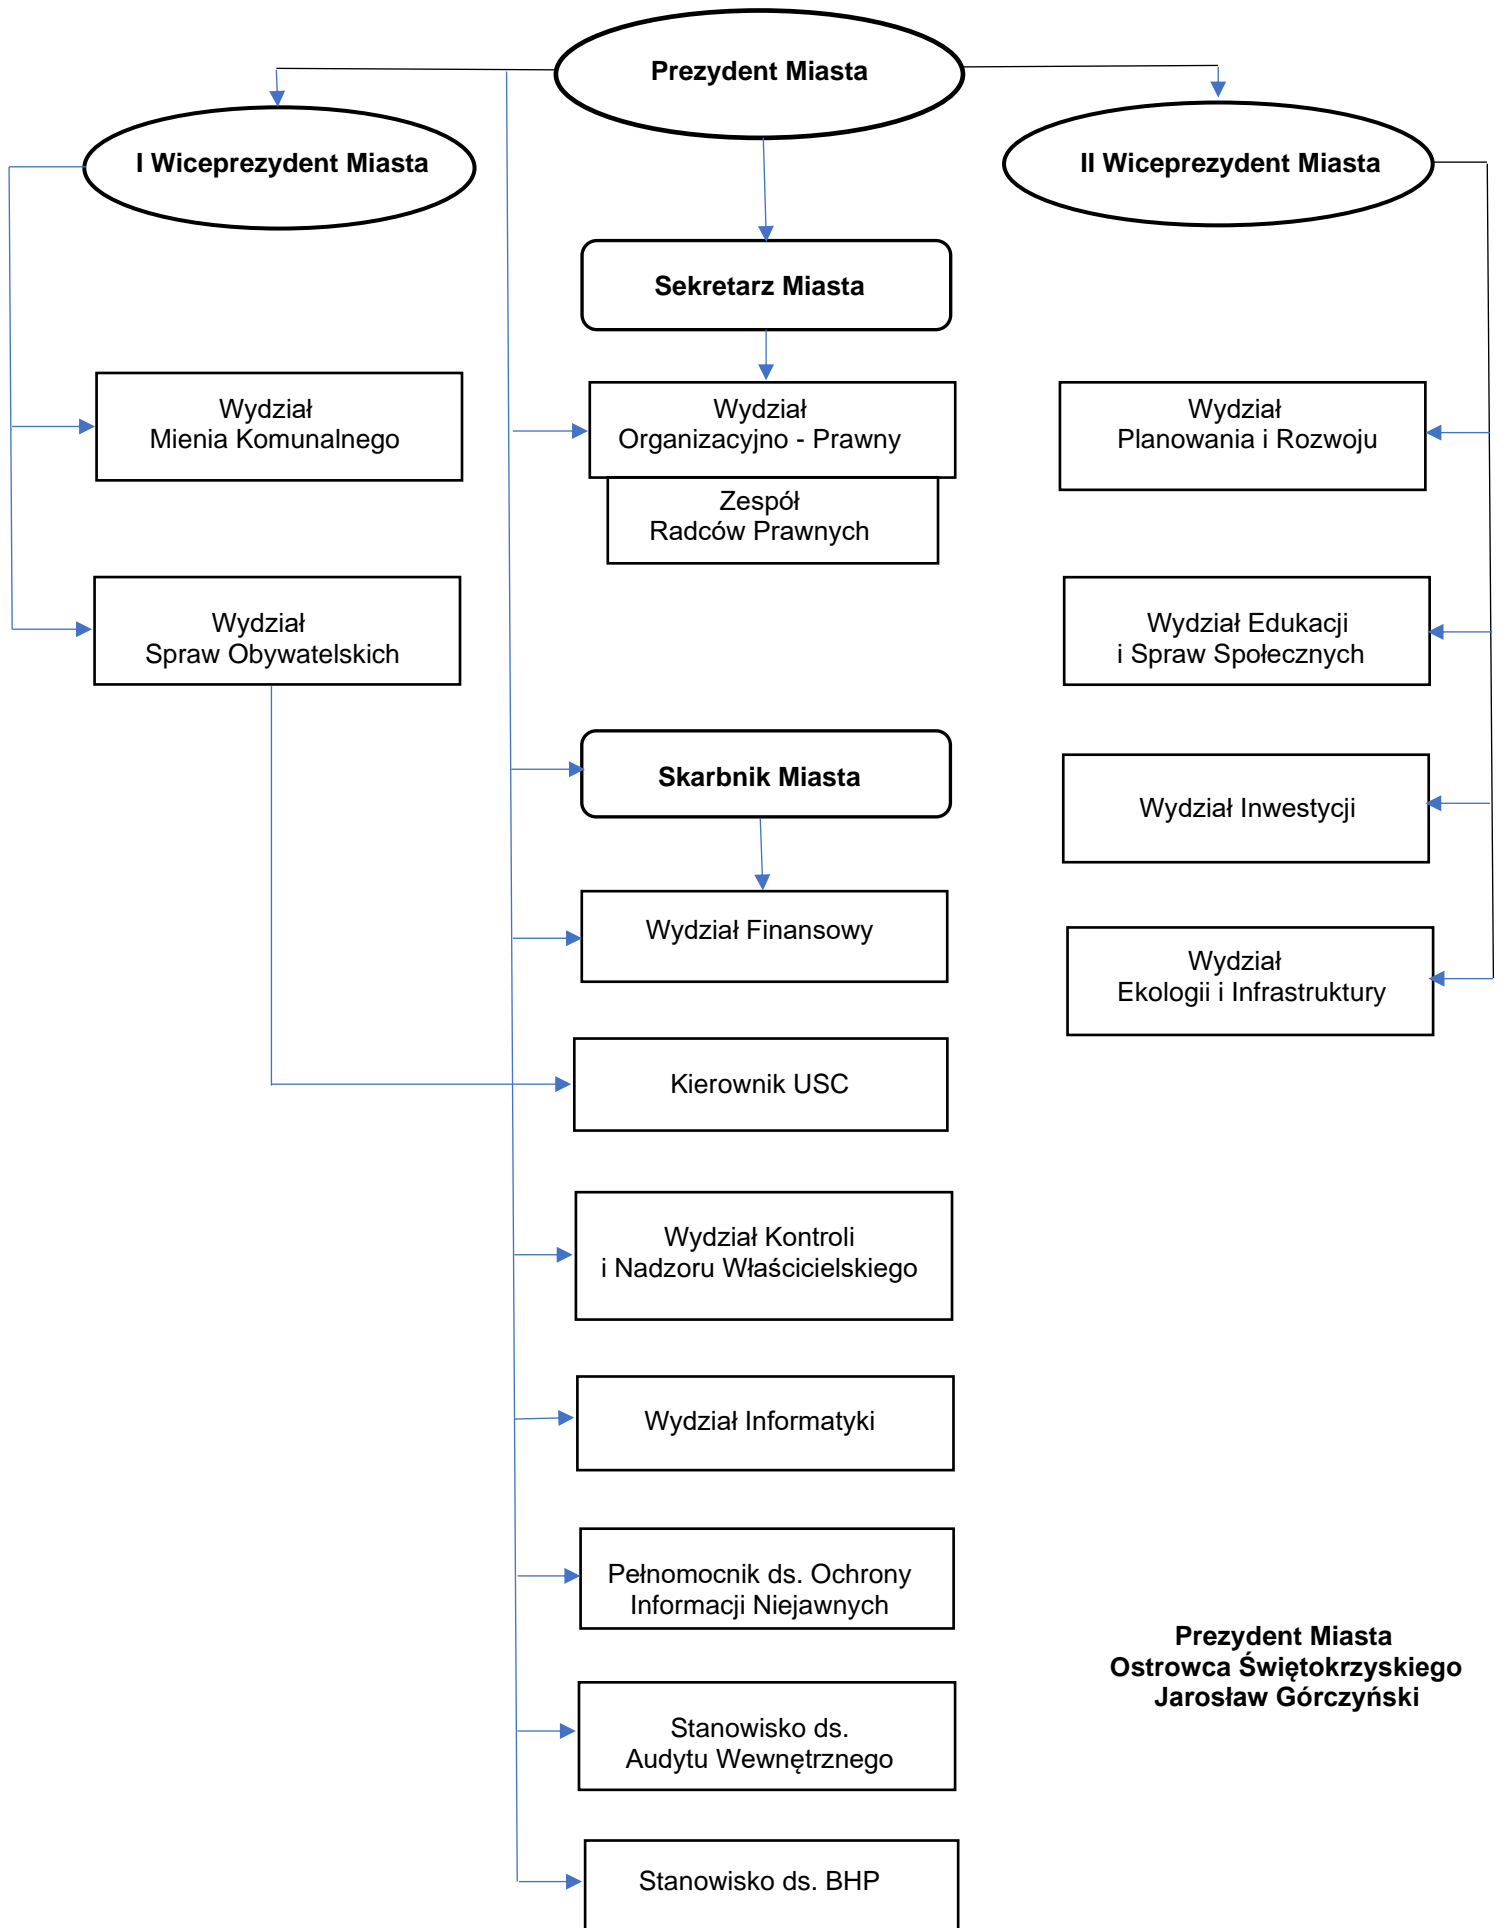 Prezydent Miasta
I Wiceprezydent Miasta
II Wiceprezydent Miasta
Sekretarz Miasta
Wydział
Mienia Komunalnego
Wydział
Organizacyjno - Prawny
Wydział
Planowania i Rozwoju
Zespół
Radców Prawnych
Wydział
Spraw Obywatelskich
Wydział Edukacji
i Spraw Społecznych
Skarbnik Miasta
Wydział Inwestycji
Wydział Finansowy
Wydział
Ekologii i Infrastruktury
Kierownik USC
Wydział Kontroli
i Nadzoru Właścicielskiego
Wydział Informatyki
Pełnomocnik ds. Ochrony
Informacji Niejawnych
Prezydent Miasta
Ostrowca Świętokrzyskiego
Jarosław Górczyński
Stanowisko ds.
Audytu Wewnętrznego
Stanowisko ds. BHP